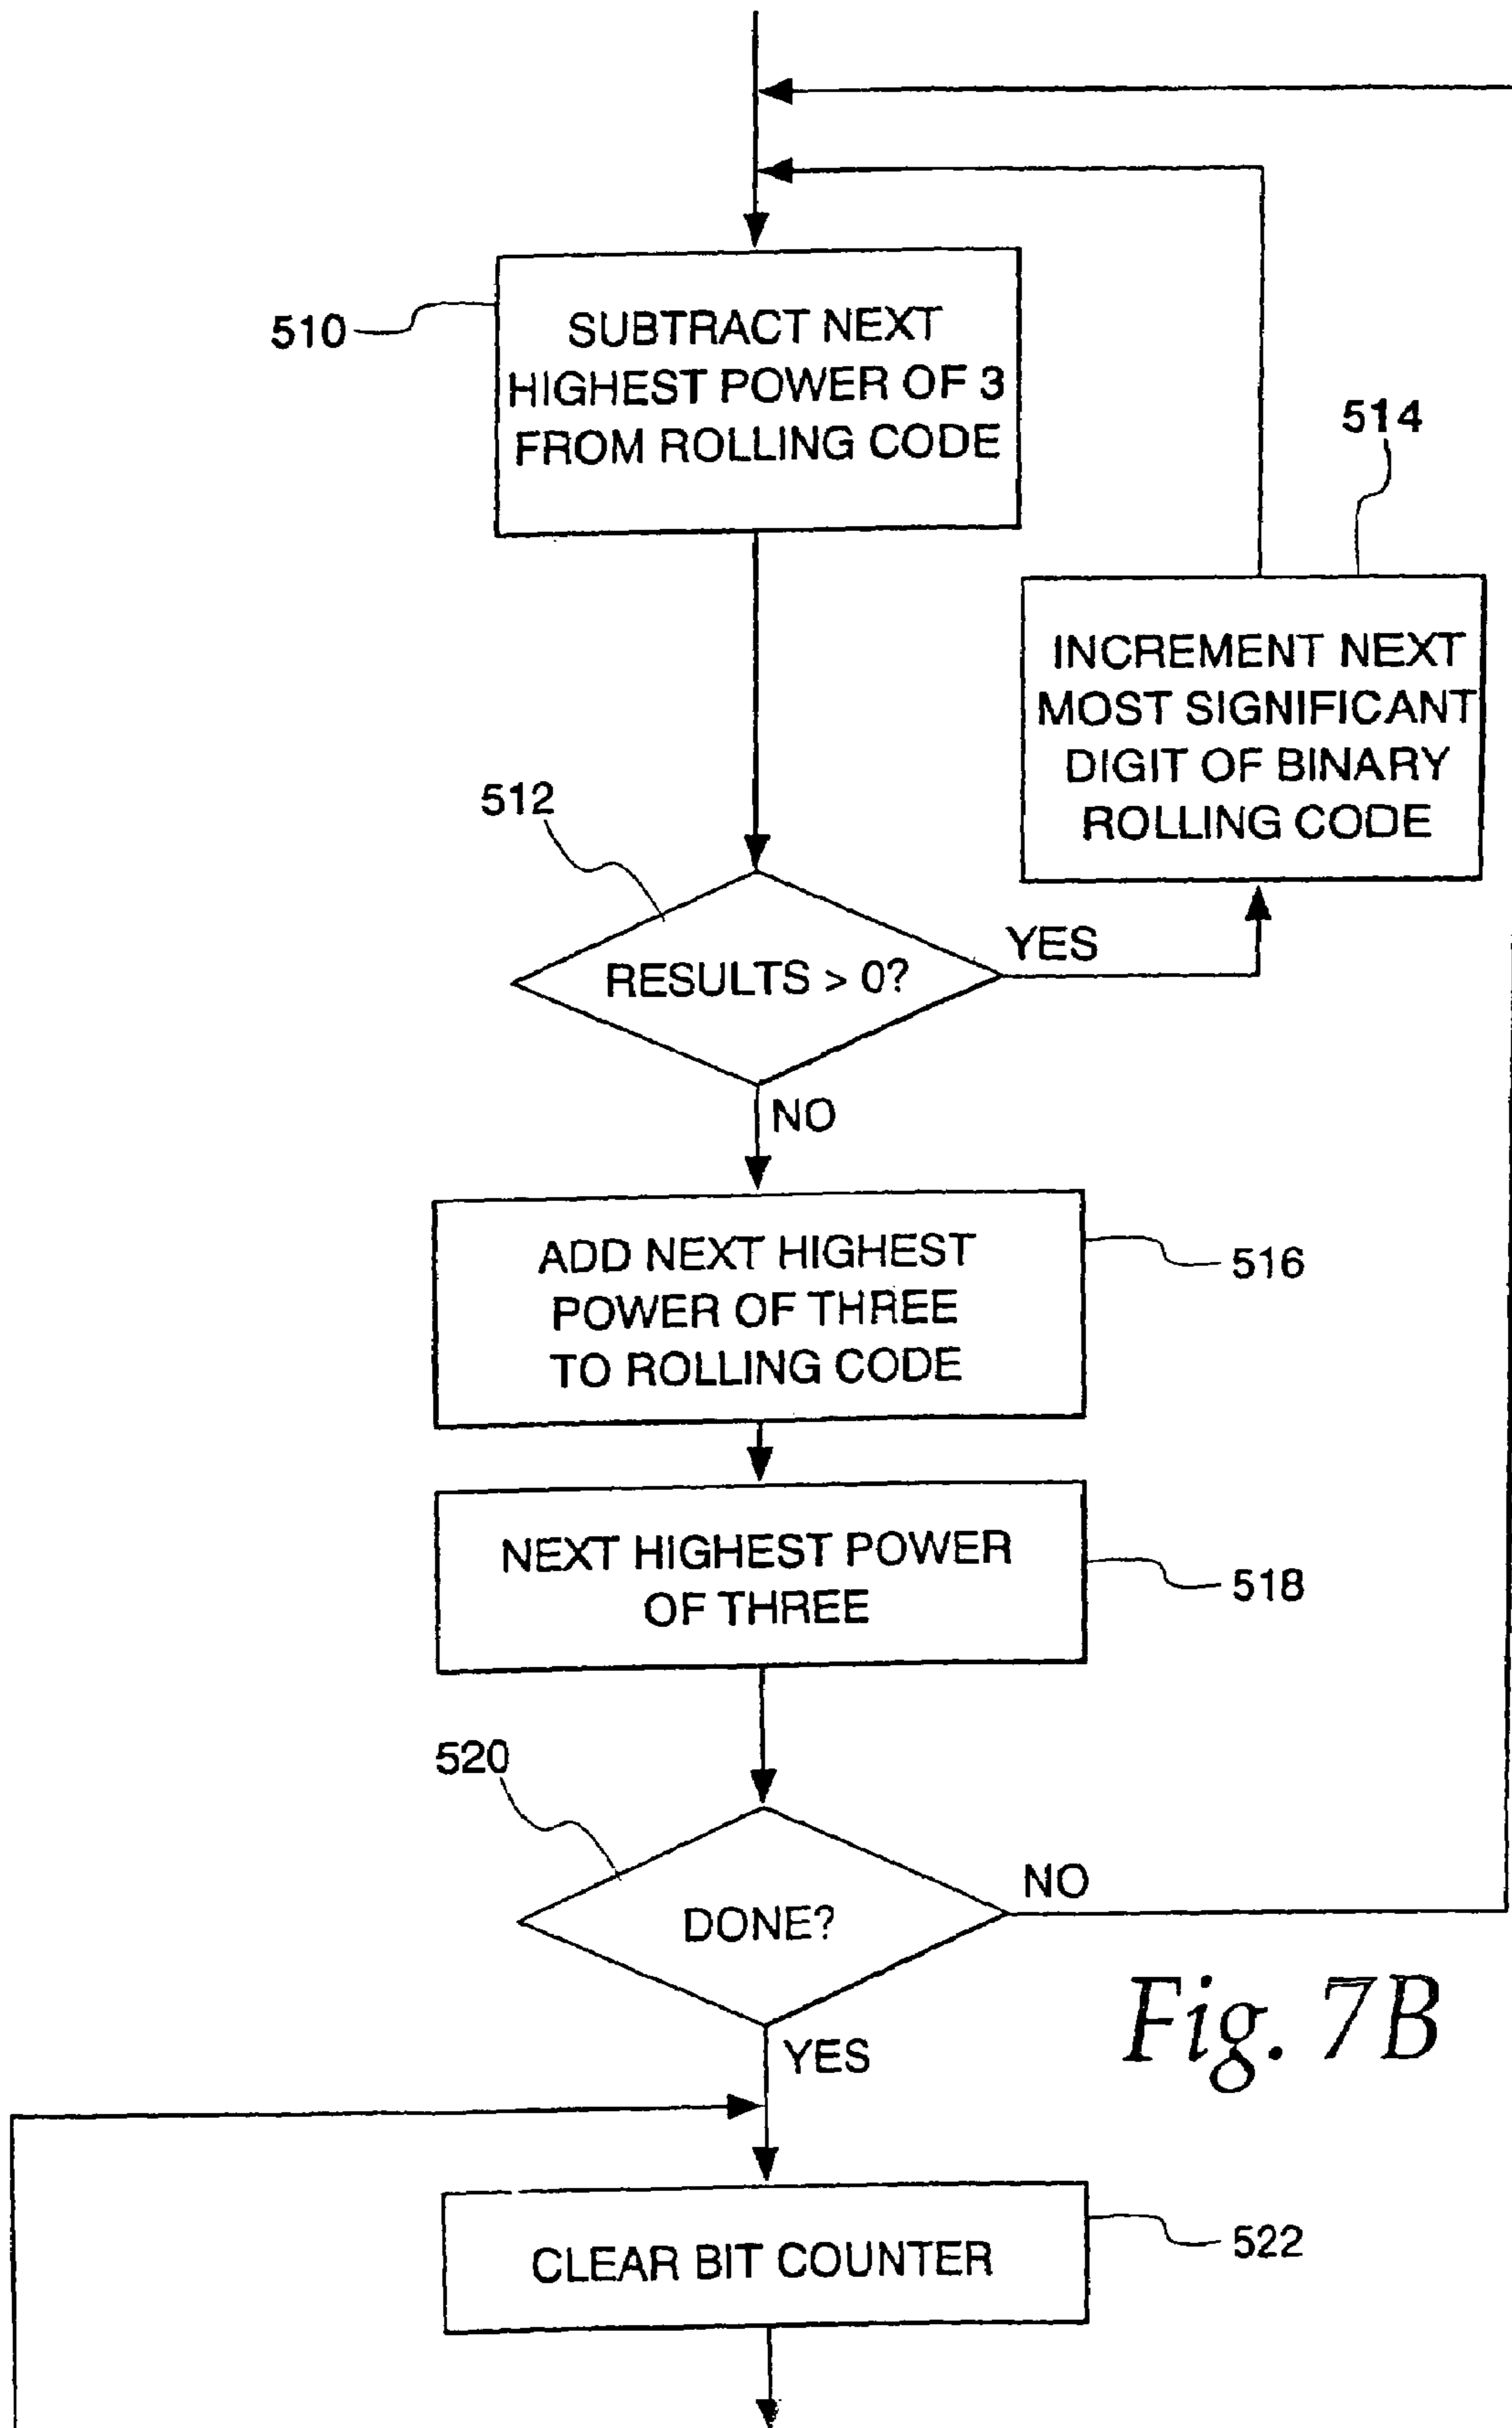 510
SUBTRACT NEXT
HIGHEST POWER OF 3
FROM ROLLING CODE
514
INCREMENT NEXT
MOST SIGNIFICANT
DIGIT OF BINARY
ROLLING CODE
512
RESULTS > 0?
YES
NO
ADD NEXT HIGHEST
POWER OF THREE
TO ROLLING CODE
516
NEXT HIGHEST POWER
OF THREE
518
520
DONE?
NO
YES
Fig. 7B
CLEAR BIT COUNTER
522